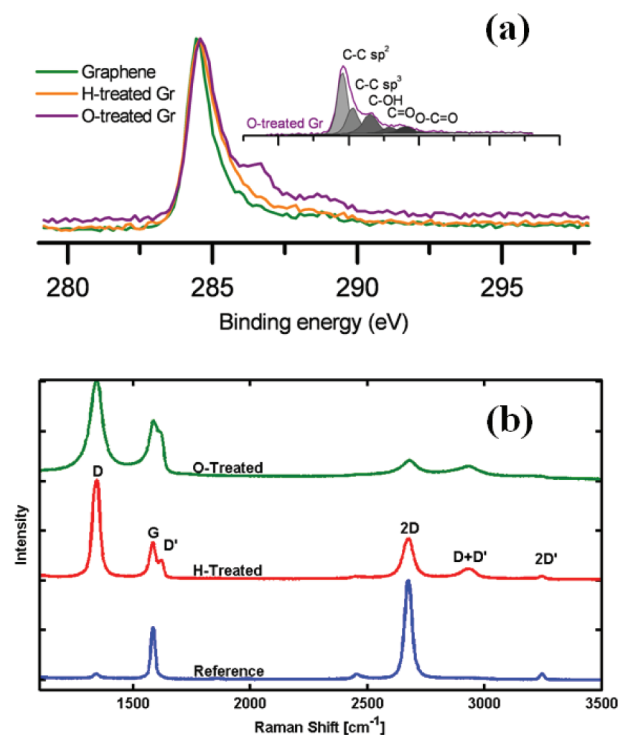 (a)
Graphene
H-treated Gr
O-treated Gr
C-C sp²
C-C sp³
C-OH
C=O
O-C=O
O-treated Gr
280 285 290 295
Binding energy (eV)
(b)
O-Treated
D
G
D'
2D
D+D'
2D'
H-Treated
Reference
Intensity
1500 2000 2500 3000 3500
Raman Shift [cm⁻¹]